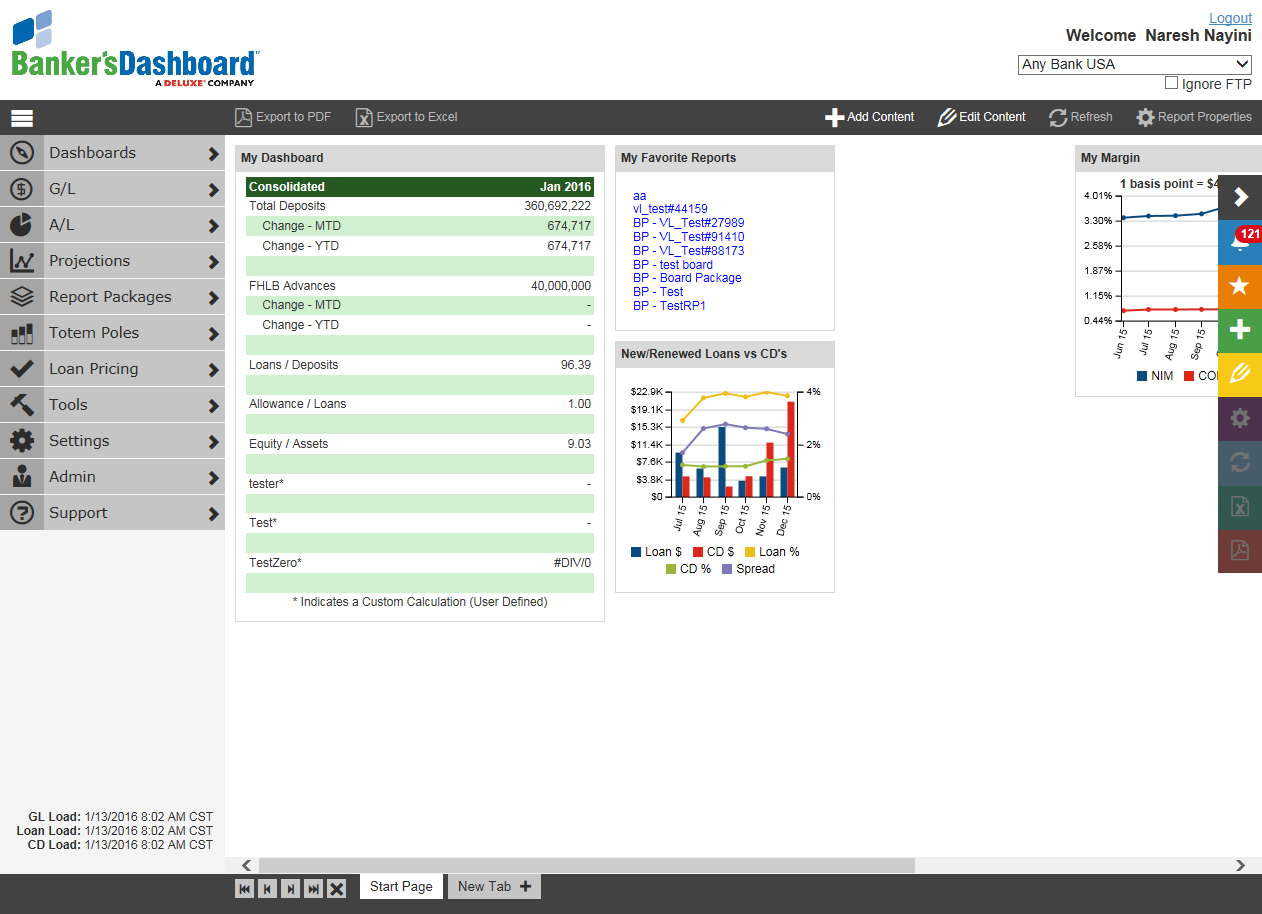 Logout
Banker'sDashboard
A DELUXE COMPANY
Welcome Naresh Nayini
Any Bank USA
Ignore FTP
Export to PDF Export to Excel Add Content Edit Content Refresh Report Properties
Dashboards
G/L
A/L
Projections
Report Packages
Totem Poles
Loan Pricing
Tools
Settings
Admin
Support
GL Load: 1/13/2016 8:02 AM CST
Loan Load: 1/13/2016 8:02 AM CST
CD Load: 1/13/2016 8:02 AM CST
My Dashboard
Consolidated Jan 2016
Total Deposits 360,692,222
Change - MTD 674,717
Change - YTD 674,717
FHLB Advances 40,000,000
Change - MTD -
Change - YTD -
Loans / Deposits 96.39
Allowance / Loans 1.00
Equity / Assets 9.03
tester* -
Test* -
TestZero* #DIV/0
* Indicates a Custom Calculation (User Defined)
My Favorite Reports
aa
vl_test#44159
BP - VL_Test#27989
BP - VL_Test#91410
BP - VL_Test#88173
BP - test board
BP - Board Package
BP - Test
BP - TestRP1
New/Renewed Loans vs CD's
$22.9K 4%
$19.1K
$15.3K
$11.4K 2%
$7.6K
$3.8K
$0 0%
Jul 15 Aug 15 Sep 15 Oct 15 Nov 15 Dec 15
Loan $ CD $ Loan %
CD % Spread
My Margin
1 basis point = $4
4.01%
3.30%
2.58%
1.87%
1.15%
0.44%
Jun 15 Jul 15 Aug 15 Sep 15
NIM CO
121
Start Page New Tab